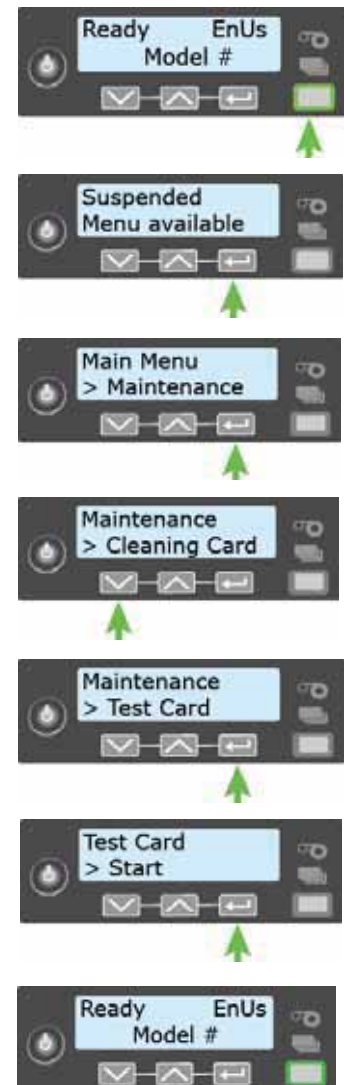 Ready EnUs
Model #
Suspended
Menu available
Main Menu
> Maintenance
Maintenance
> Cleaning Card
Maintenance
> Test Card
Test Card
> Start
Ready EnUs
Model #